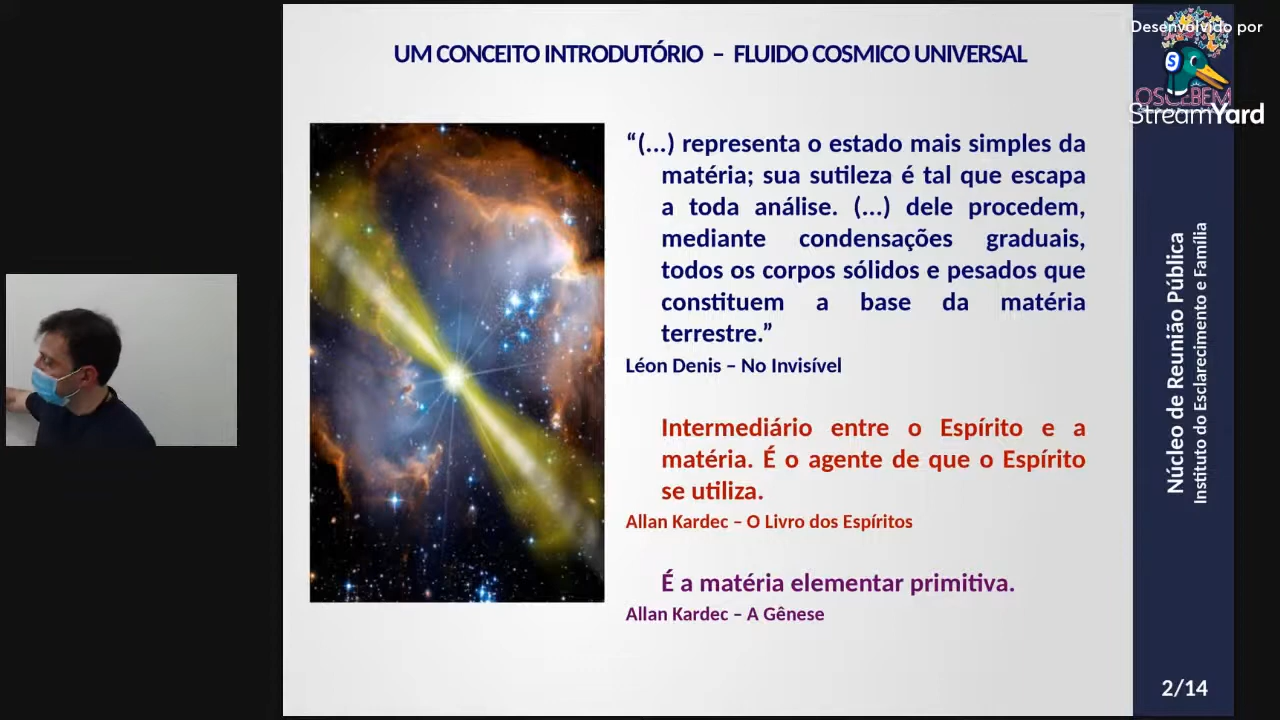 UM CONCEITO INTRODUTÓRIO – FLUIDO COSMICO UNIVERSAL
“(...) representa o estado mais simples da
matéria; sua sutileza é tal que escapa
a toda análise. (...) dele procedem,
mediante condensações graduais,
todos os corpos sólidos e pesados que
constituem a base da matéria
terrestre.”
Léon Denis – No Invisível
Intermediário entre o Espírito e a
matéria. É o agente de que o Espírito
se utiliza.
Allan Kardec – O Livro dos Espíritos
É a matéria elementar primitiva.
Allan Kardec – A Gênese
Desenvolvido por
S
OSCEBEM
StreamYard
Núcleo de Reunião Pública
Instituto do Esclarecimento e Família
2/14